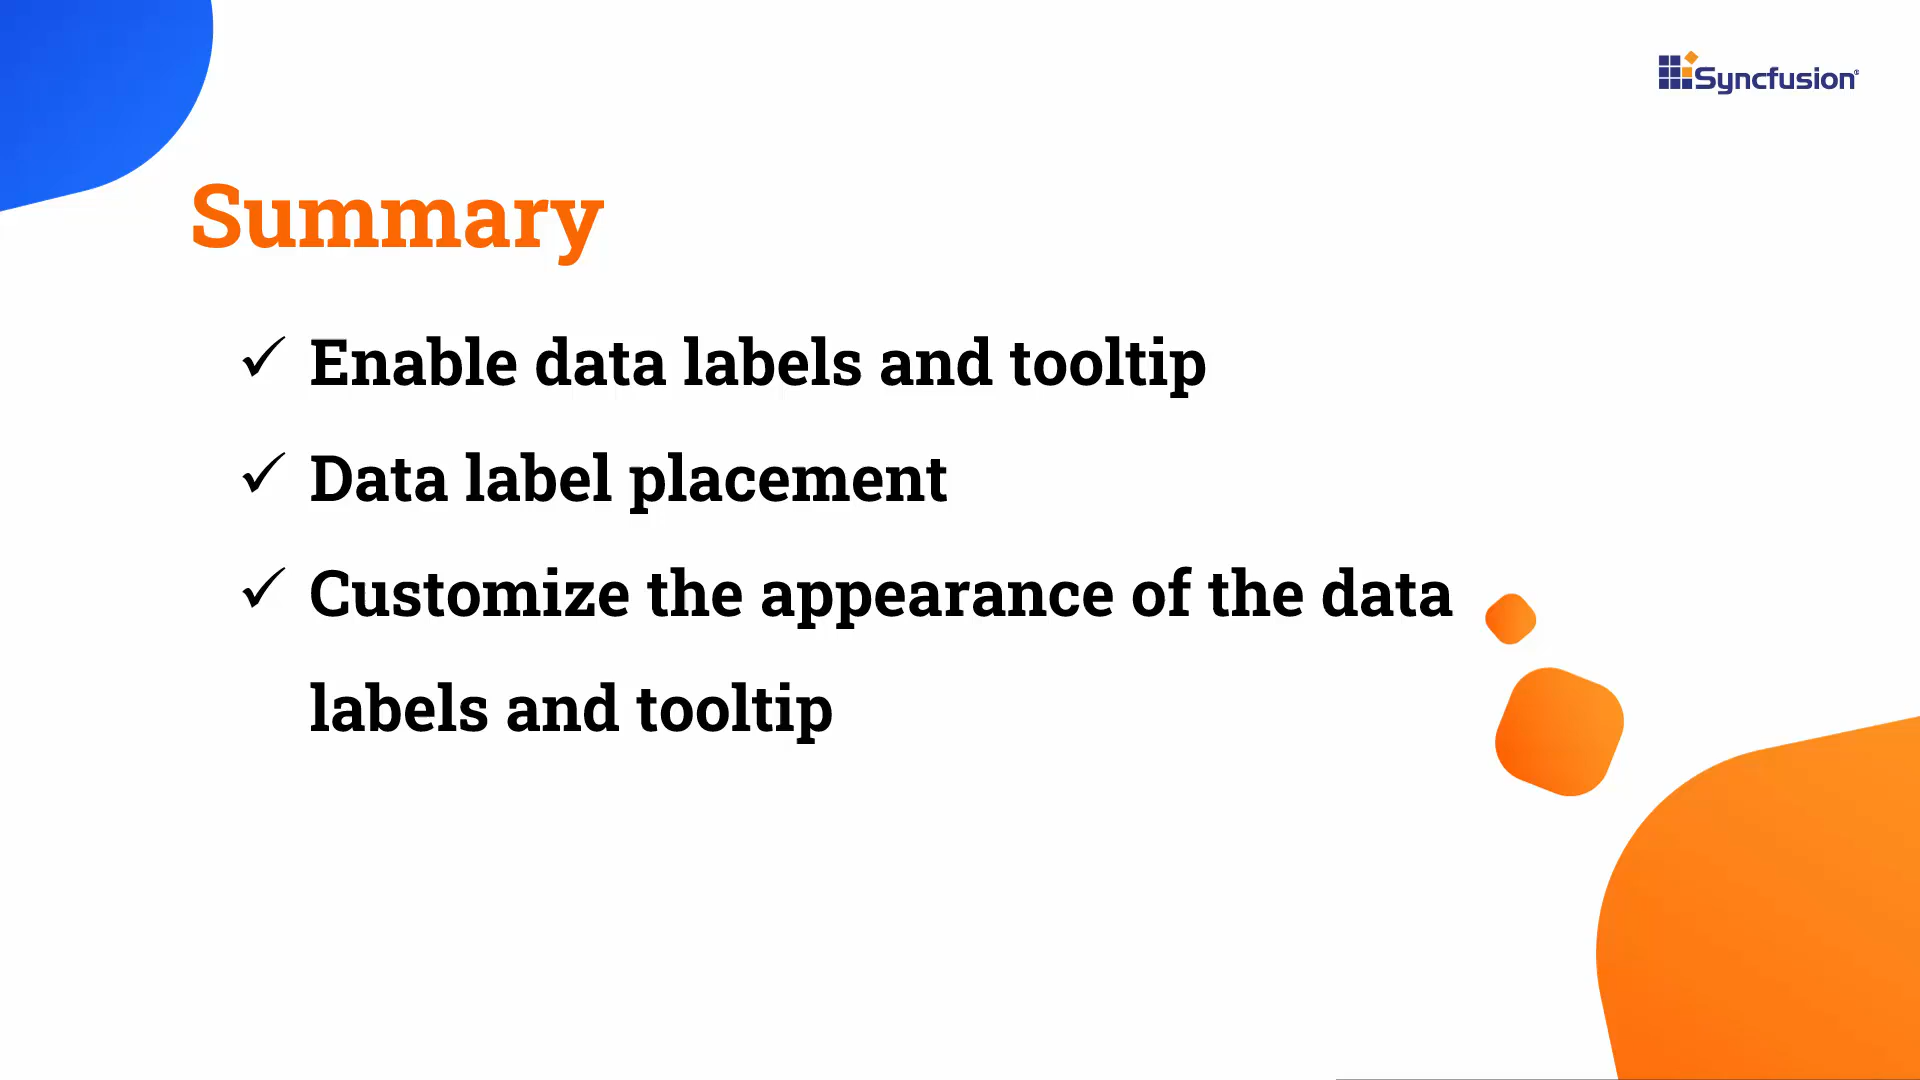 Syncfusion®
Summary
✓ Enable data labels and tooltip
✓ Data label placement
✓ Customize the appearance of the data
labels and tooltip